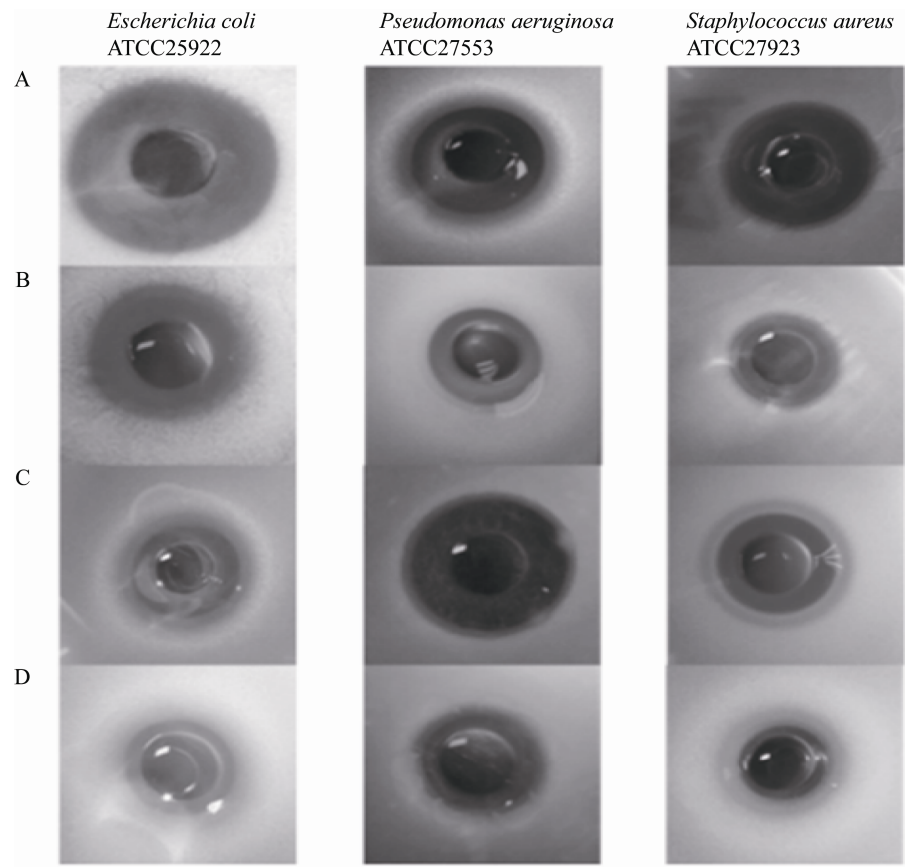 Escherichia coli
ATCC25922
Pseudomonas aeruginosa
ATCC27553
Staphylococcus aureus
ATCC27923
A
B
C
D